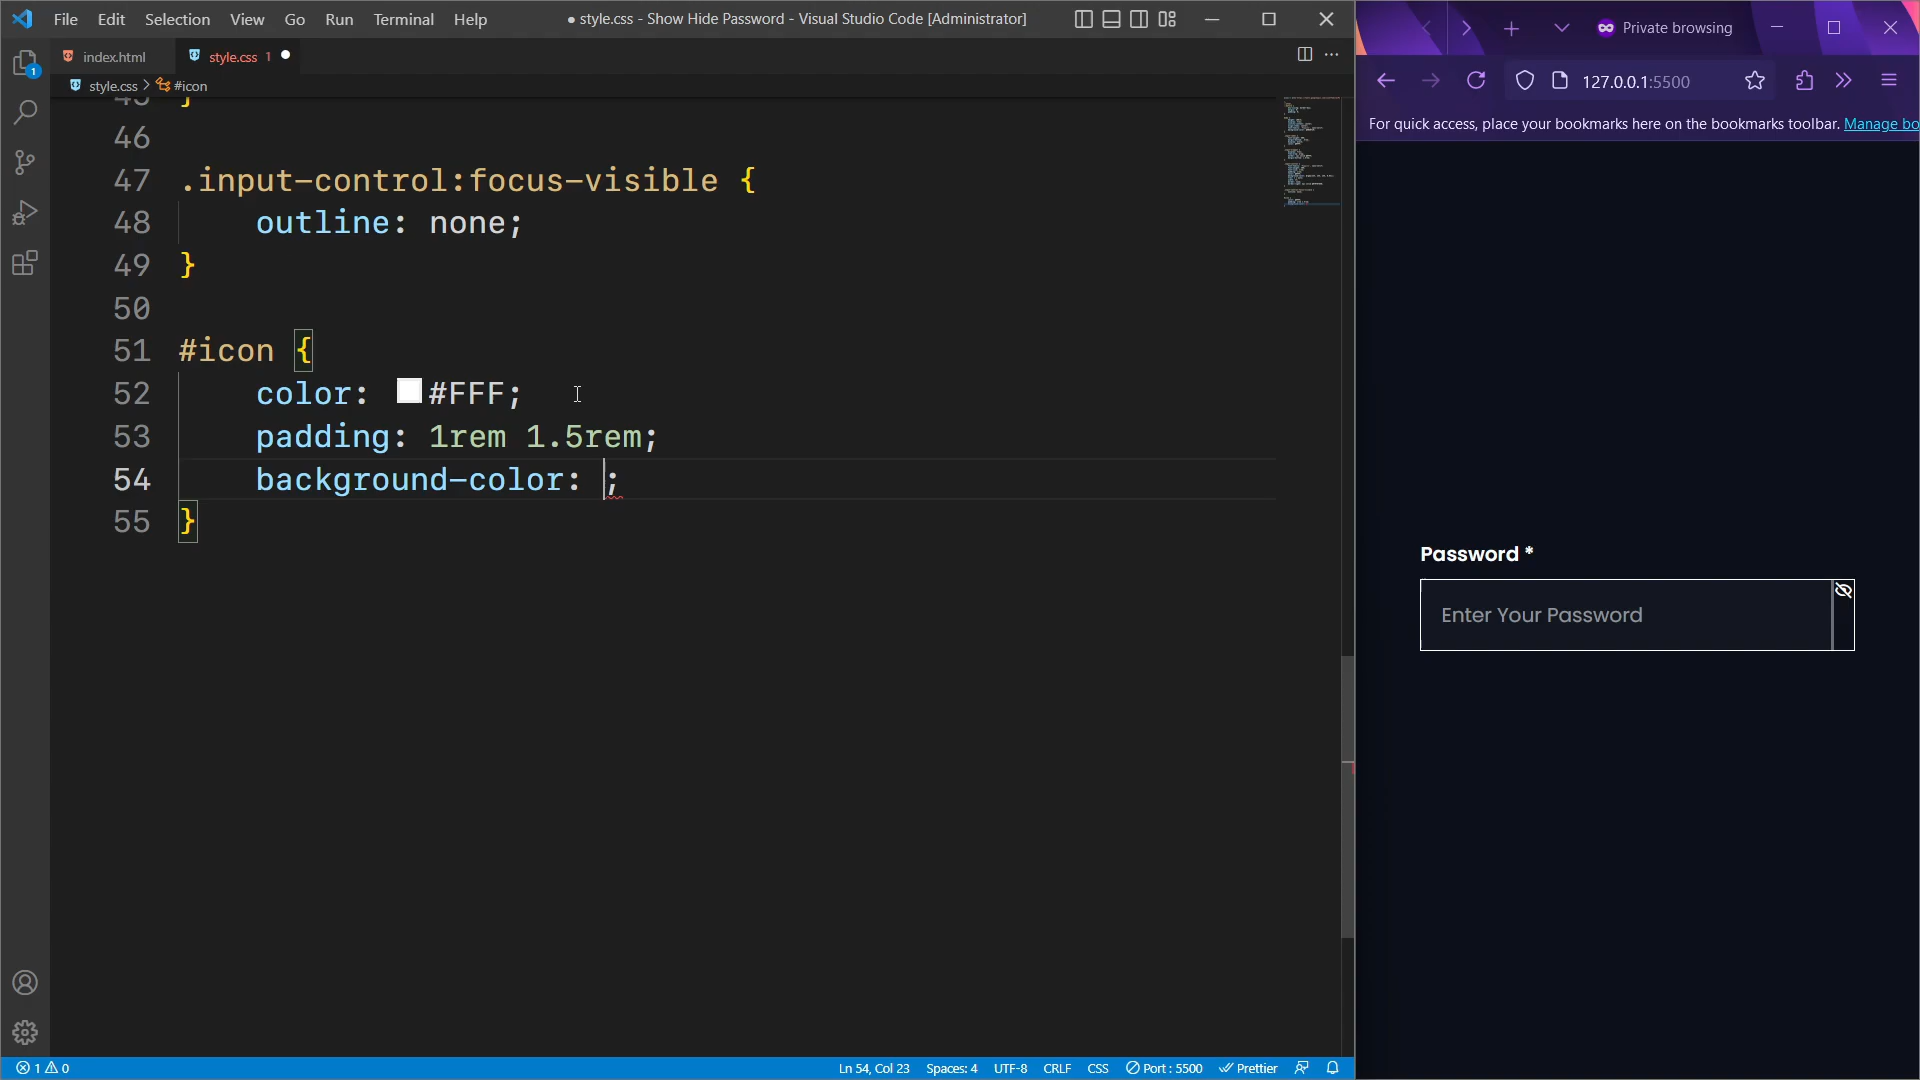 File Edit Selection View Go Run Terminal Help
● style.css - Show Hide Password - Visual Studio Code [Administrator]
index.html
style.css 1 ●
style.css > #icon
1
45 }
46
47 .input-control:focus-visible {
48 outline: none;
49 }
50
51 #icon {
52 color: #FFF;
53 padding: 1rem 1.5rem;
54 background-color: ;
55 }
1 0
Ln 54, Col 23 Spaces: 4 UTF-8 CRLF CSS Port : 5500 Prettier
Private browsing
127.0.0.1:5500
For quick access, place your bookmarks here on the bookmarks toolbar. Manage bo
Password *
Enter Your Password